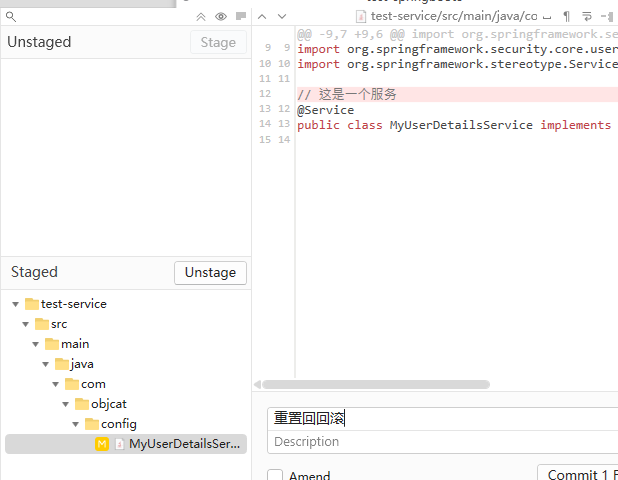 test-service/src/main/java/co
Unstaged
Stage
@@ -9,7 +9,6 @@ import org.springframework.se
9 9 import org.springframework.security.core.user
10 10 import org.springframework.stereotype.Service
11 11
12 // 这是一个服务
13 12 @Service
14 13 public class MyUserDetailsService implements
15 14
Staged
Unstage
test-service
src
main
java
com
objcat
config
M MyUserDetailsSer...
重置回回滚
Description
Amend
Commit 1 F